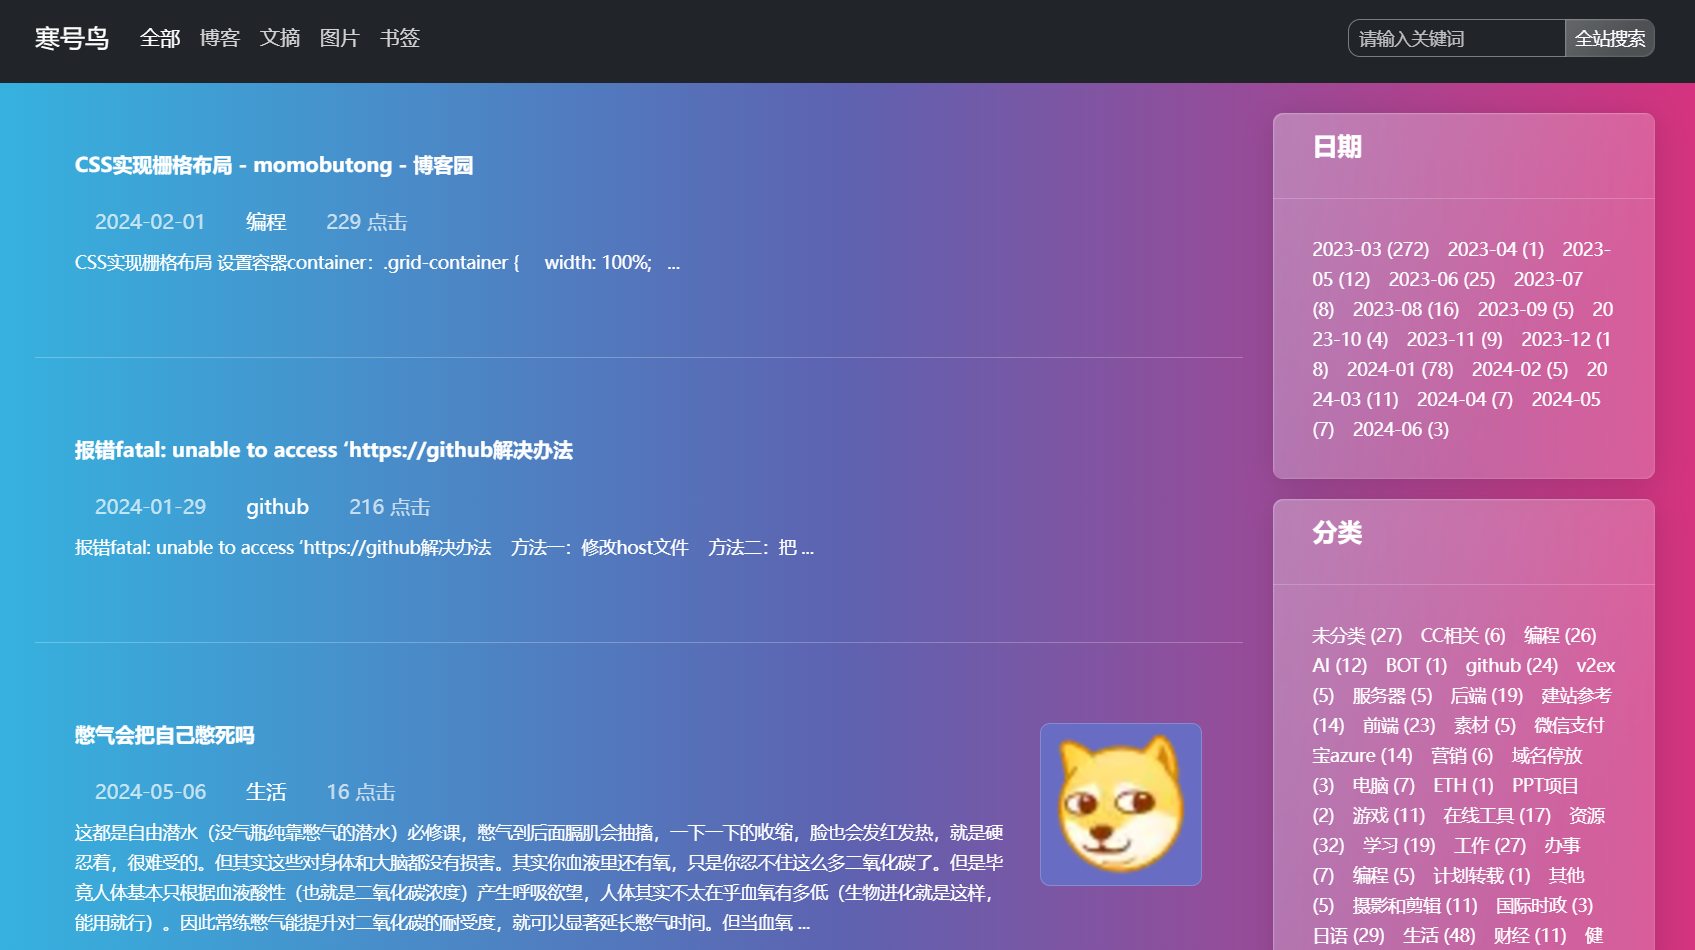 寒号鸟 全部 博客 文摘 图片 书签 请输入关键词 全站搜索
CSS实现栅格布局 - momobutong - 博客园
2024-02-01 编程 229 点击
CSS实现栅格布局 设置容器container：.grid-container { width: 100%; ...
报错fatal: unable to access ‘https://github解决办法
2024-01-29 github 216 点击
报错fatal: unable to access ‘https://github解决办法 方法一：修改host文件 方法二：把 ...
憋气会把自己憋死吗
2024-05-06 生活 16 点击
这都是自由潜水（没气瓶纯靠憋气的潜水）必修课，憋气到后面膈肌会抽搐，一下一下的收缩，脸也会发红发热，就是硬
忍着，很难受的。但其实这些对身体和大脑都没有损害。其实你血液里还有氧，只是你忍不住这么多二氧化碳了。但是毕
竟人体基本只根据血液酸性（也就是二氧化碳浓度）产生呼吸欲望，人体其实不太在乎血氧有多低（生物进化就是这样，
能用就行）。因此常练憋气能提升对二氧化碳的耐受度，就可以显著延长憋气时间。但当血氧 ...
日期
2023-03 (272) 2023-04 (1) 2023-
05 (12) 2023-06 (25) 2023-07
(8) 2023-08 (16) 2023-09 (5) 20
23-10 (4) 2023-11 (9) 2023-12 (1
8) 2024-01 (78) 2024-02 (5) 20
24-03 (11) 2024-04 (7) 2024-05
(7) 2024-06 (3)
分类
未分类 (27) CC相关 (6) 编程 (26)
AI (12) BOT (1) github (24) v2ex
(5) 服务器 (5) 后端 (19) 建站参考
(14) 前端 (23) 素材 (5) 微信支付
宝azure (14) 营销 (6) 域名停放
(3) 电脑 (7) ETH (1) PPT项目
(2) 游戏 (11) 在线工具 (17) 资源
(32) 学习 (19) 工作 (27) 办事
(7) 编程 (5) 计划转载 (1) 其他
(5) 摄影和剪辑 (11) 国际时政 (3)
日语 (29) 生活 (48) 财经 (11) 健